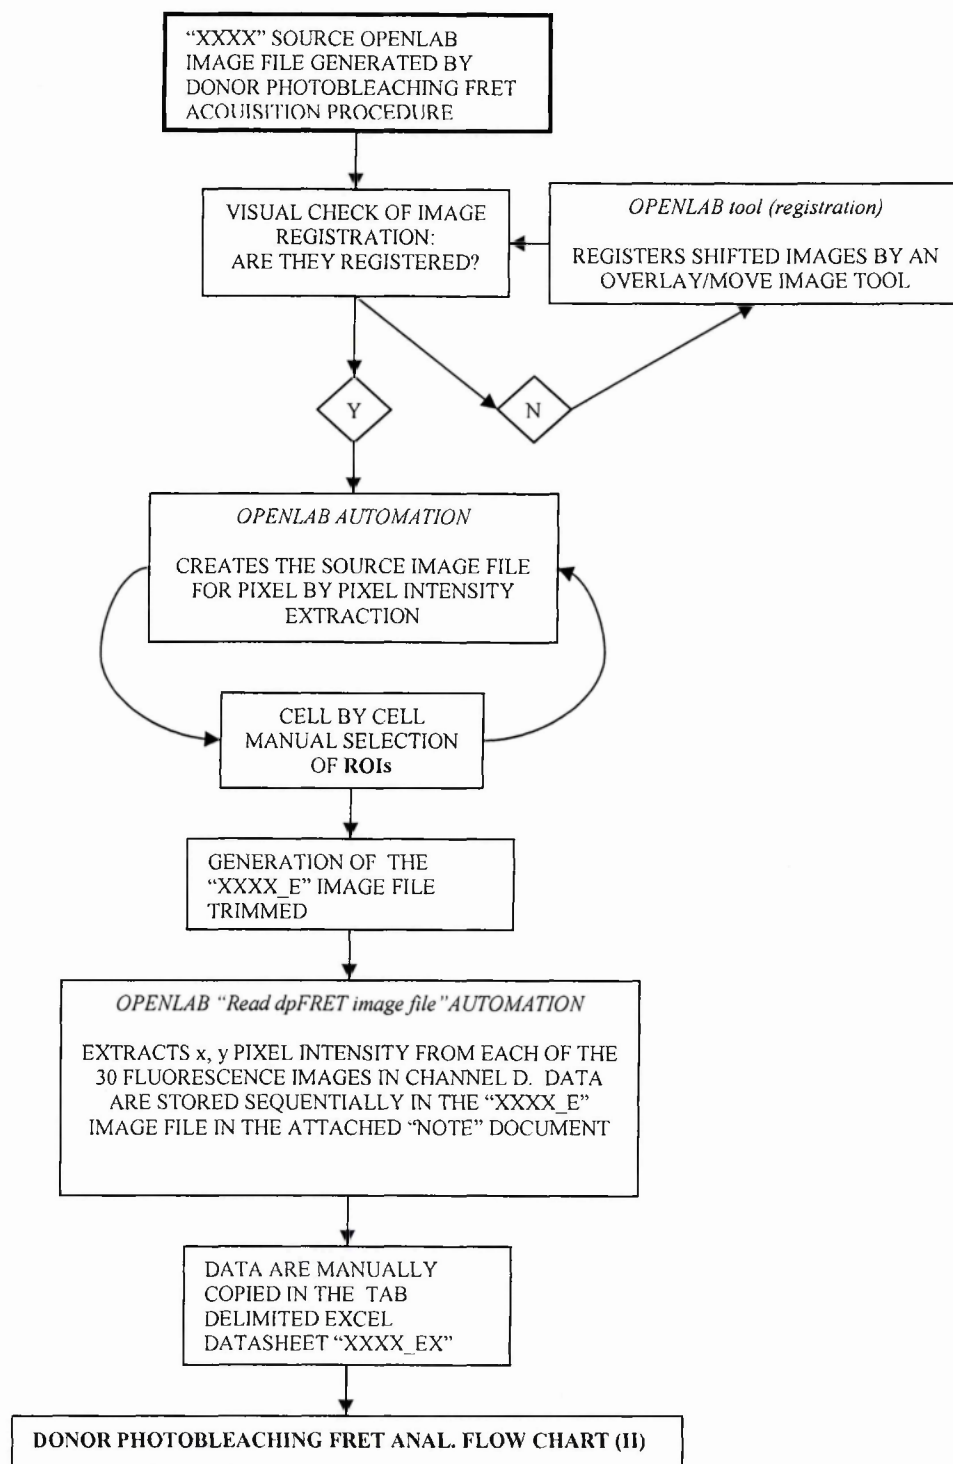 “XXXX” SOURCE OPENLAB
IMAGE FILE GENERATED BY
DONOR PHOTOBLEACHING FRET
ACQUISITION PROCEDURE
VISUAL CHECK OF IMAGE
REGISTRATION:
ARE THEY REGISTERED?
OPENLAB tool (registration)
REGISTERS SHIFTED IMAGES BY AN
OVERLAY/MOVE IMAGE TOOL
Y
N
OPENLAB AUTOMATION
CREATES THE SOURCE IMAGE FILE
FOR PIXEL BY PIXEL INTENSITY
EXTRACTION
CELL BY CELL
MANUAL SELECTION
OF ROIs
GENERATION OF THE
“XXXX_E” IMAGE FILE
TRIMMED
OPENLAB “Read dpFRET image file” AUTOMATION
EXTRACTS x, y PIXEL INTENSITY FROM EACH OF THE
30 FLUORESCENCE IMAGES IN CHANNEL D. DATA
ARE STORED SEQUENTIALLY IN THE “XXXX_E”
IMAGE FILE IN THE ATTACHED “NOTE” DOCUMENT
DATA ARE MANUALLY
COPIED IN THE TAB
DELIMITED EXCEL
DATASHEET “XXXX_EX”
DONOR PHOTOBLEACHING FRET ANAL. FLOW CHART (II)